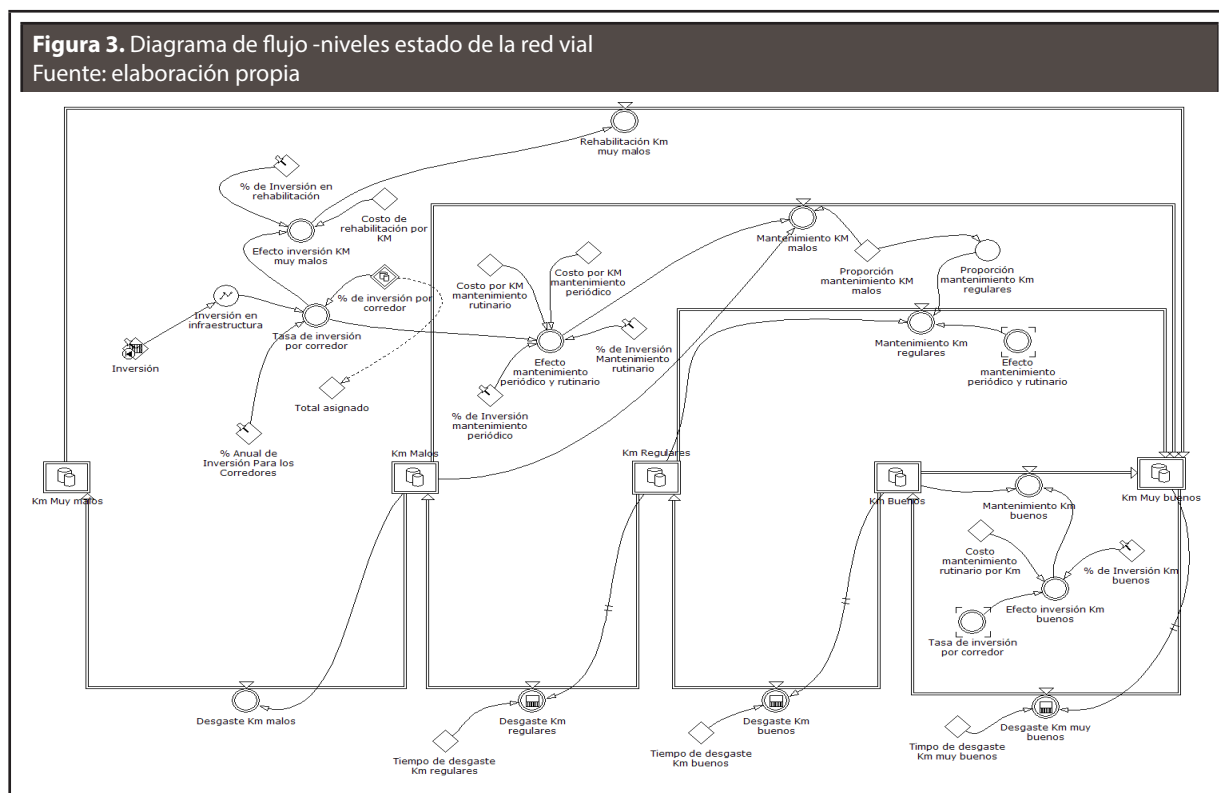 Figura 3. Diagrama de flujo -niveles estado de la red vial
Fuente: elaboración propia
Rehabilitación Km
muy malos
% de Inversión en
rehabilitación
Costo de
rehabilitación por
KM
Efecto inversión KM
muy malos
% de inversión por
corredor
Inversión en
infraestructura
Tasa de inversión
por corredor
Inversión
Total asignado
% Anual de
Inversión Para los
Corredores
Costo por KM
mantenimiento
rutinario
Costo por KM
mantenimiento
periódico
Efecto
mantenimiento
periódico y rutinario
% de Inversión
Mantenimiento
rutinario
% de Inversión
mantenimiento
periódico
Mantenimiento KM
malos
Proporción
mantenimiento KM
malos
Proporción
mantenimiento Km
regulares
Mantenimiento Km
regulares
Efecto
mantenimiento
periódico y rutinario
Km Muy malos
Km Malos
Km Regulares
Km Buenos
Km Muy buenos
Mantenimiento Km
buenos
Costo
mantenimiento
rutinario por Km
% de Inversión Km
buenos
Efecto inversión Km
buenos
Tasa de inversión
por corredor
Desgaste Km malos
Desgaste Km
regulares
Tiempo de desgaste
Km regulares
Desgaste Km
buenos
Tiempo de desgaste
Km buenos
Desgaste Km muy
buenos
Timpo de desgaste
Km muy buenos